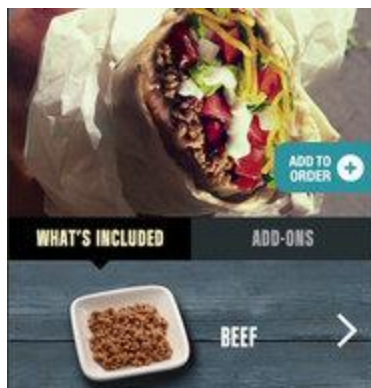 ADD TO
ORDER
WHAT'S INCLUDED
ADD-ONS
BEEF